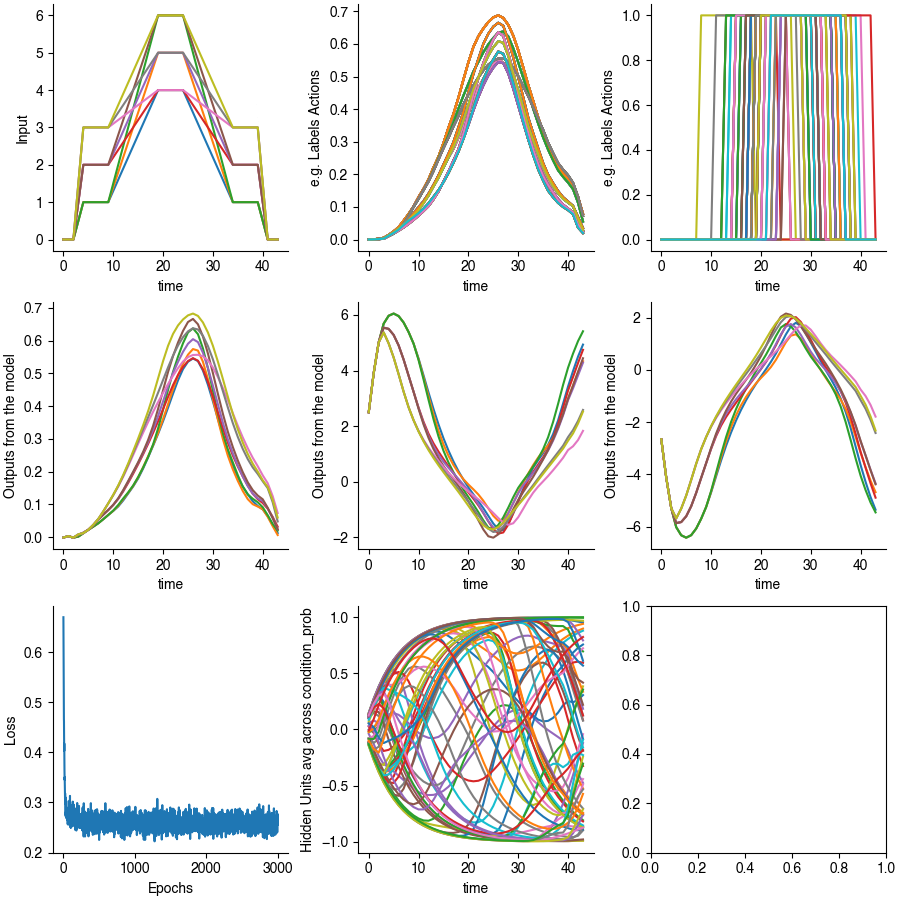 Input
6
5
4
3
2
1
0
0 10 20 30 40
time
e.g. Labels Actions
0.7
0.6
0.5
0.4
0.3
0.2
0.1
0.0
0 10 20 30 40
time
e.g. Labels Actions
1.0
0.8
0.6
0.4
0.2
0.0
0 10 20 30 40
time
Outputs from the model
0.7
0.6
0.5
0.4
0.3
0.2
0.1
0.0
0 10 20 30 40
time
Outputs from the model
6
4
2
0
−2
0 10 20 30 40
time
Outputs from the model
2
0
−2
−4
−6
0 10 20 30 40
time
Loss
0.6
0.5
0.4
0.3
0.2
0 1000 2000 3000
Epochs
Hidden Units avg across condition_prob
1.0
0.5
0.0
−0.5
−1.0
0 10 20 30 40
time
1.0
0.8
0.6
0.4
0.2
0.0
0.0 0.2 0.4 0.6 0.8 1.0